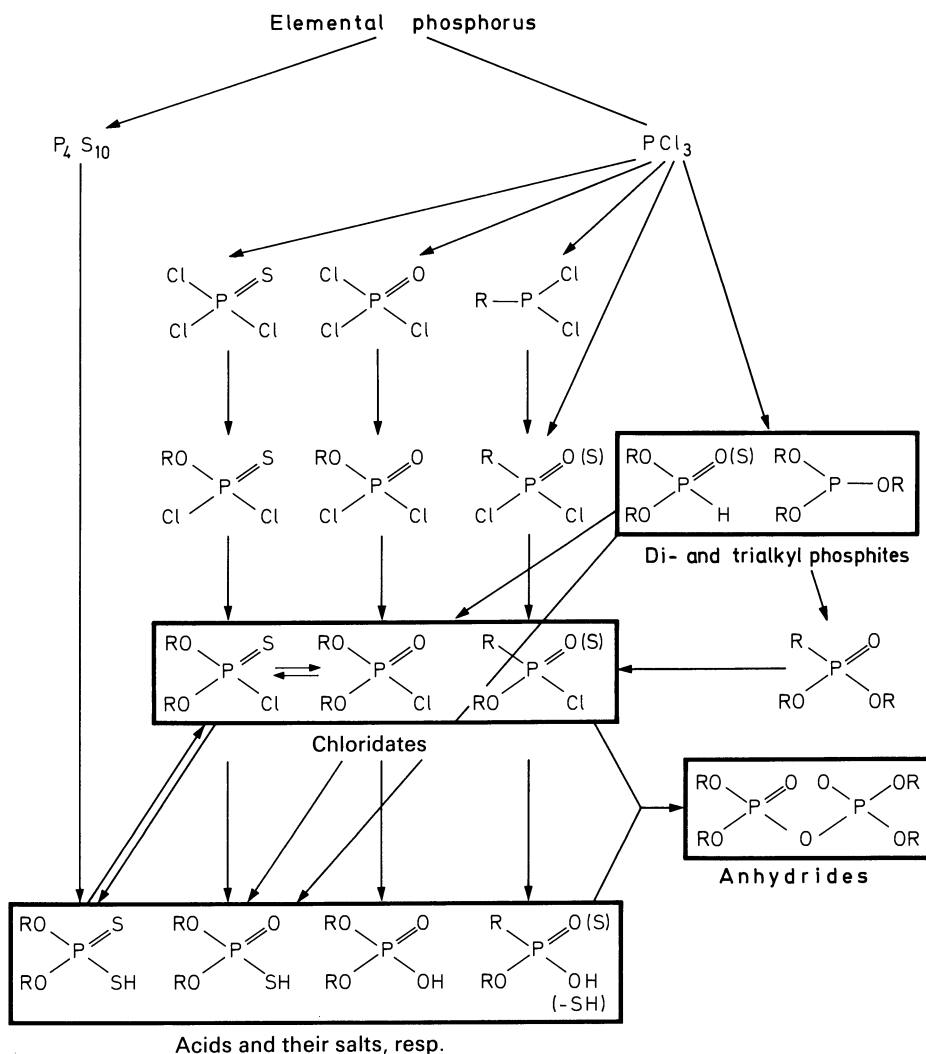 Elemental phosphorus
P4 S10
PCl3
Cl S Cl O Cl
P P R P
Cl Cl Cl Cl Cl
RO S RO O R O(S) RO O(S) RO
P P P P P OR
Cl Cl Cl Cl Cl Cl RO H RO
Di- and trialkyl phosphites
RO S RO O R O(S) R O
P P P P
RO Cl RO Cl RO Cl RO OR
Chloridates
RO O O OR
P P
RO O OR
Anhydrides
RO S RO O RO O R O(S)
P P P P
RO SH RO SH RO OH RO OH
(-SH)
Acids and their salts, resp.